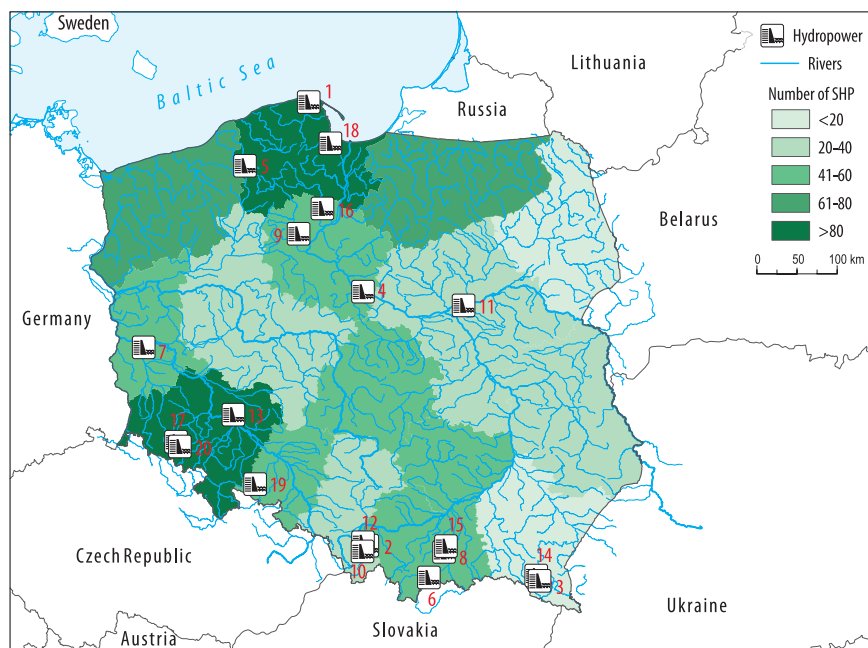 Sweden
Baltic Sea
Hydropower
Rivers
Lithuania
Number of SHP
<20
20-40
41-60
61-80
>80
0 50 100 km
Russia
Belarus
Germany
1
18
5
16
9
4
11
7
13
17
20
19
12
2
10
15
8
6
14
3
Czech Republic
Austria
Slovakia
Ukraine